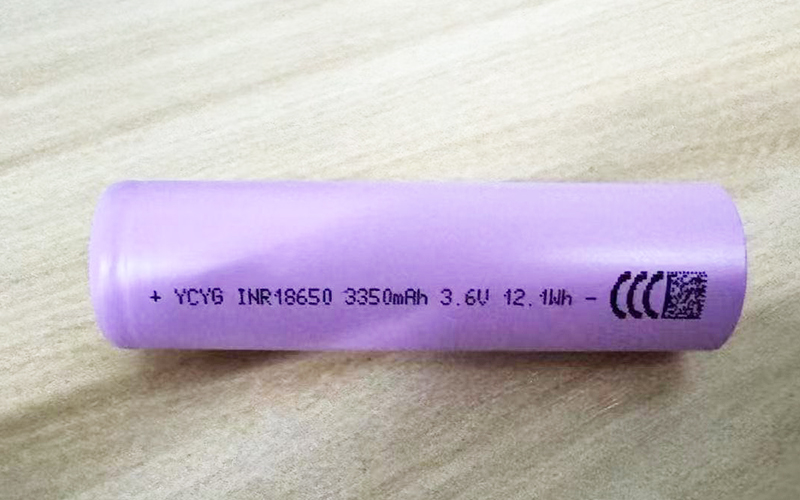 + YCYG INR18650 3350mAh 3.6V 12.1Wh - CCC